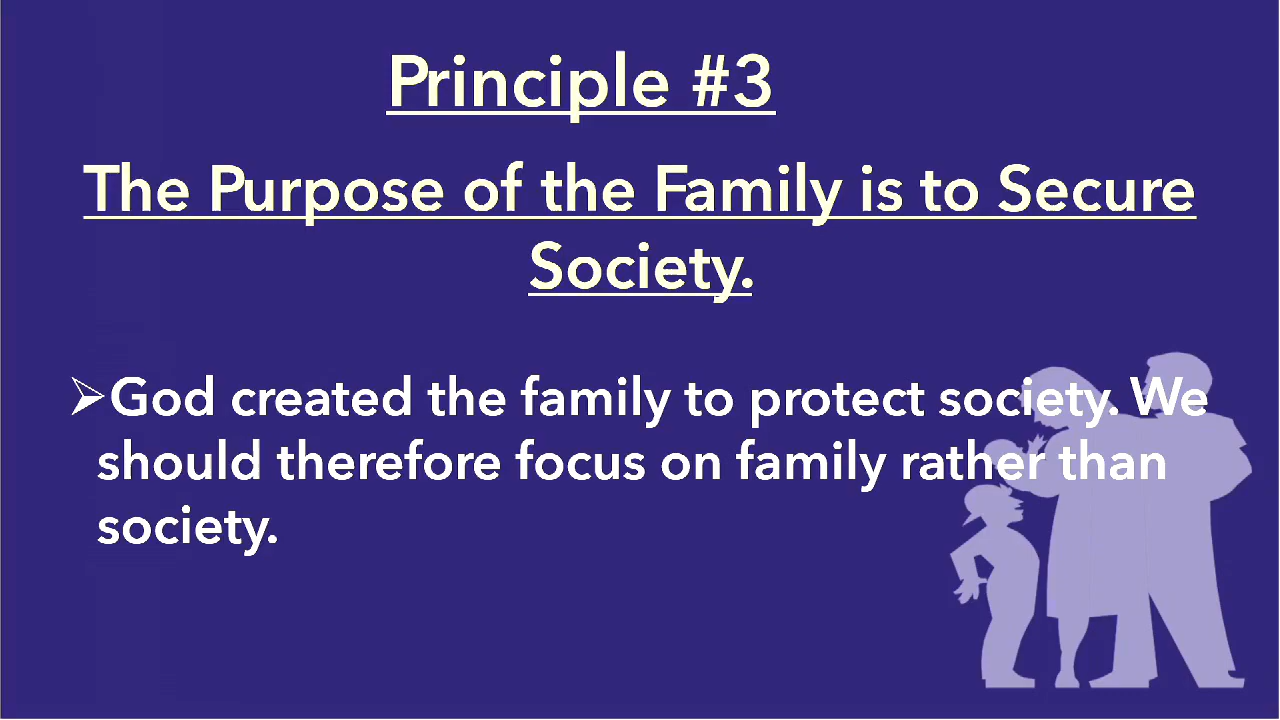 Principle #3
The Purpose of the Family is to Secure
Society.
➢God created the family to protect society. We
should therefore focus on family rather than
society.